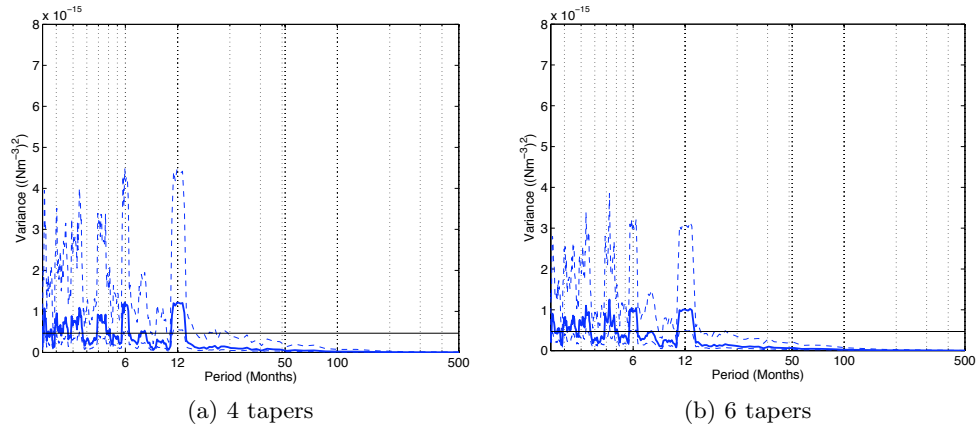 x 10⁻¹⁵
8
7
6
5
4
3
2
1
0
Variance ((Nm⁻³)²)
6 12 50 100 500
Period (Months)
(a) 4 tapers
x 10⁻¹⁵
8
7
6
5
4
3
2
1
0
Variance ((Nm⁻³)²)
6 12 50 100 500
Period (Months)
(b) 6 tapers